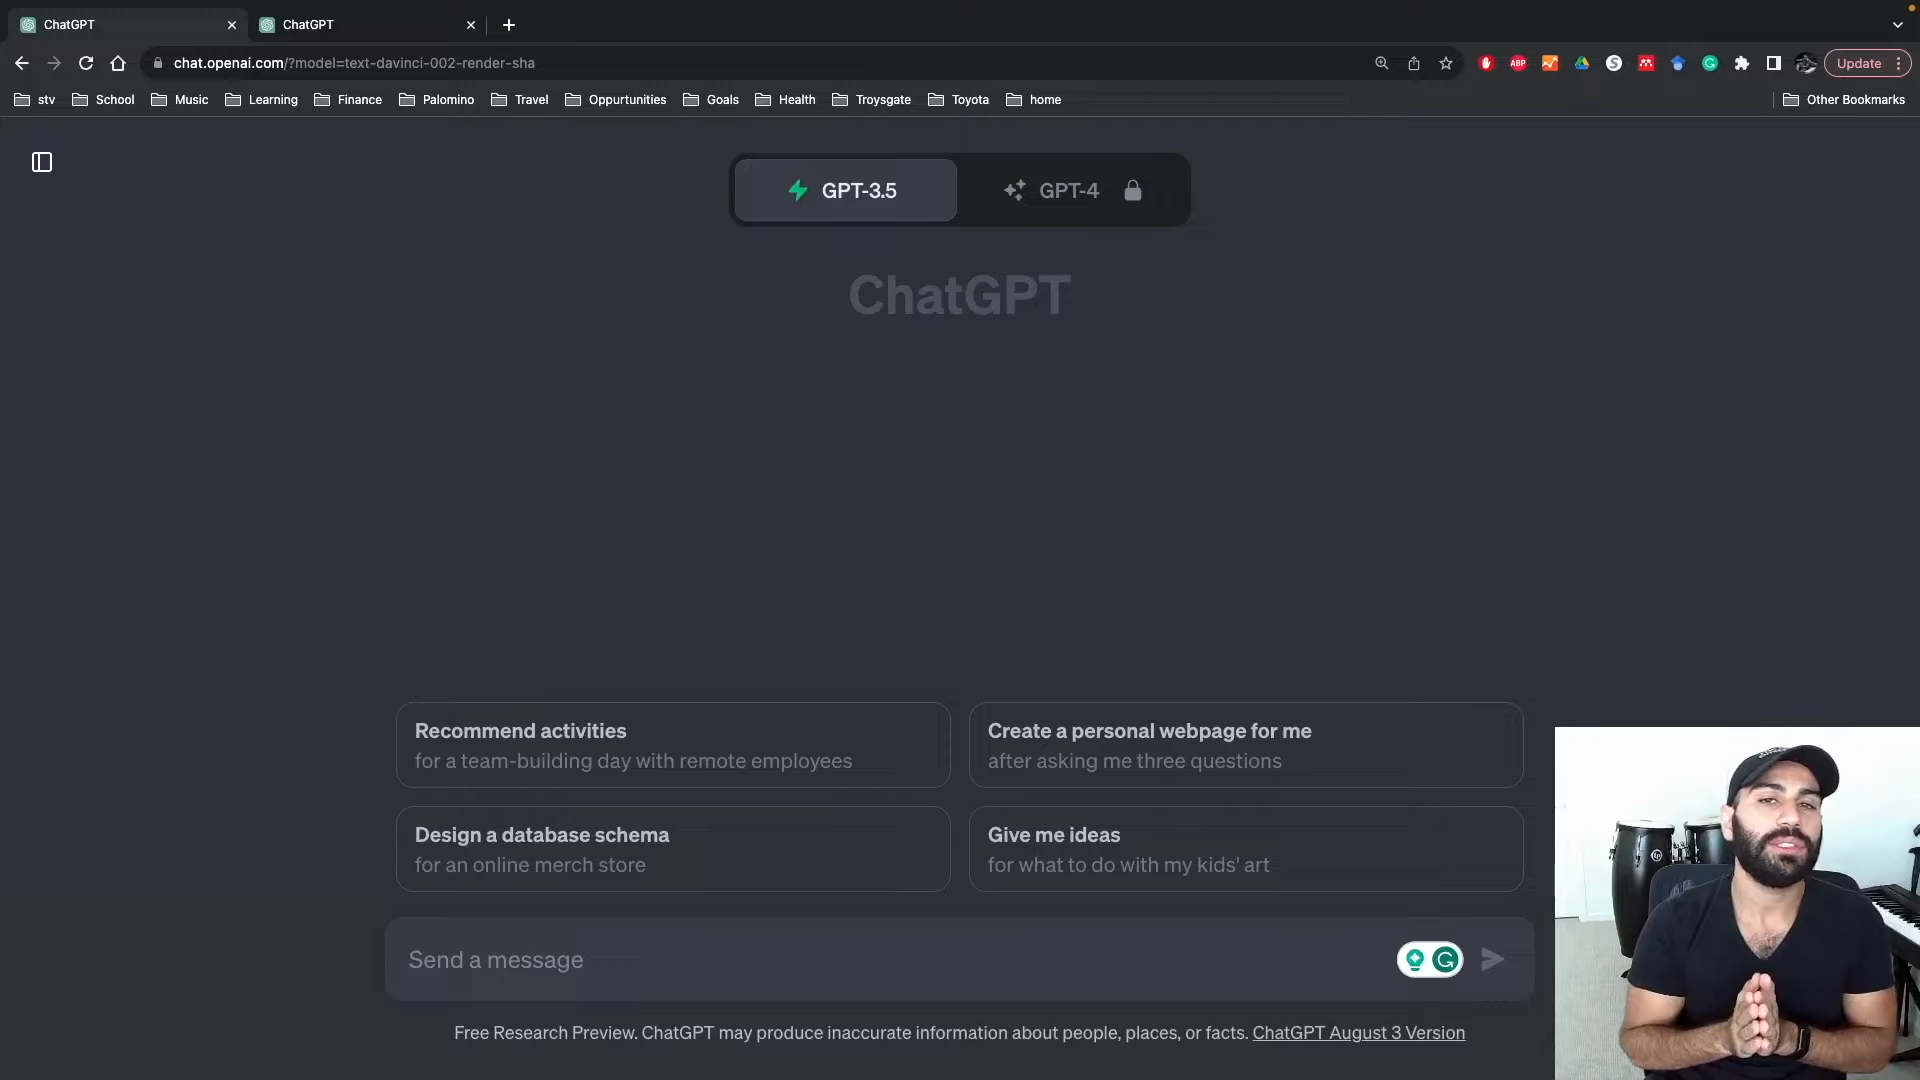 ChatGPT
ChatGPT
chat.openai.com/?model=text-davinci-002-render-sha
ABP
Update
stv School Music Learning Finance Palomino Travel Oppurtunities Goals Health Troysgate Toyota home Other Bookmarks
GPT-3.5 GPT-4
ChatGPT
Recommend activities
for a team-building day with remote employees
Create a personal webpage for me
after asking me three questions
Design a database schema
for an online merch store
Give me ideas
for what to do with my kids' art
Send a message
Free Research Preview. ChatGPT may produce inaccurate information about people, places, or facts. ChatGPT August 3 Version